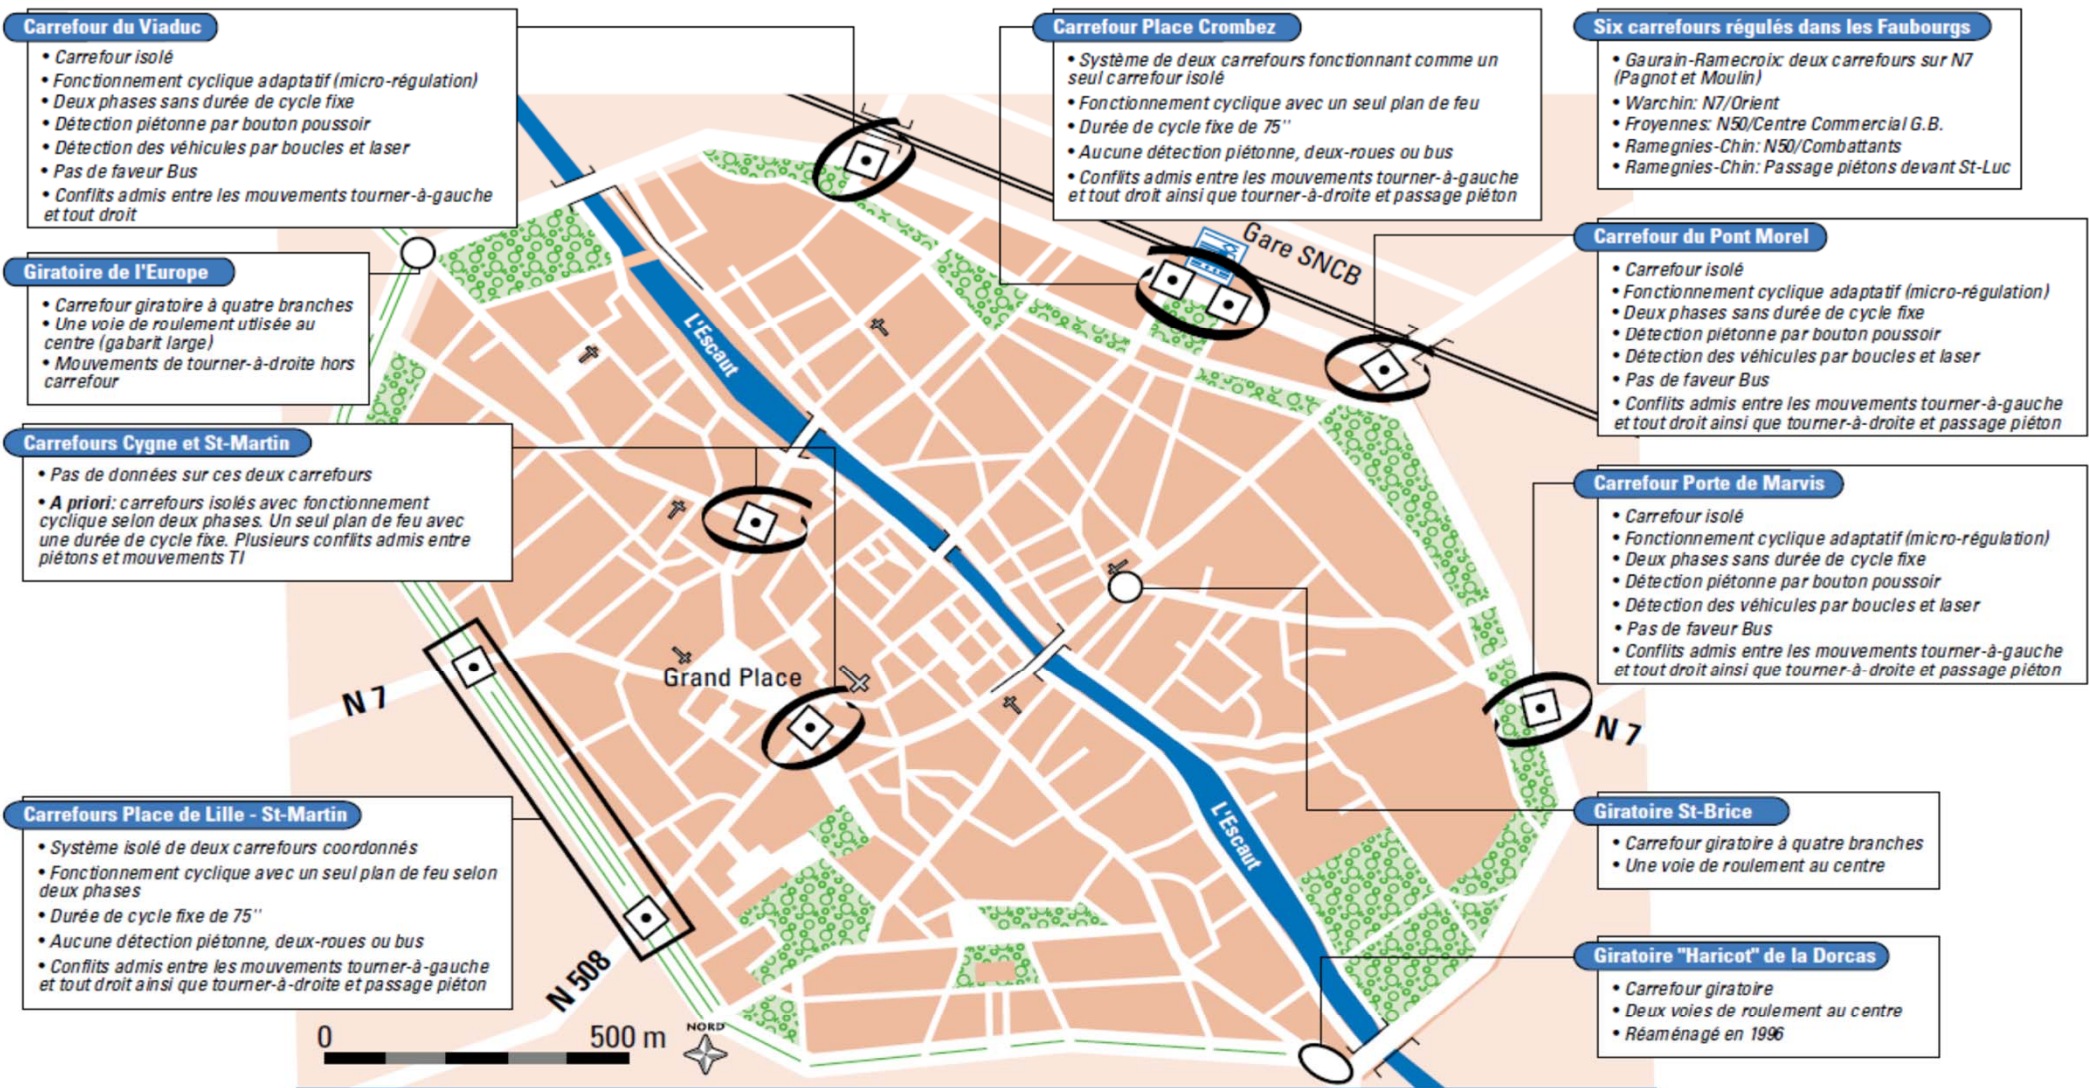 Carrefour du Viaduc
• Carrefour isolé
• Fonctionnement cyclique adaptatif (micro-régulation)
• Deux phases sans durée de cycle fixe
• Détection piétonne par bouton poussoir
• Détection des véhicules par boucles et laser
• Pas de faveur Bus
• Conflits admis entre les mouvements tourner-à-gauche
et tout droit
Giratoire de l'Europe
• Carrefour giratoire à quatre branches
• Une voie de roulement utlisée au
centre (gabarit large)
• Mouvements de tourner-à-droite hors
carrefour
Carrefours Cygne et St-Martin
• Pas de données sur ces deux carrefours
• A priori: carrefours isolés avec fonctionnement
cyclique selon deux phases. Un seul plan de feu avec
une durée de cycle fixe. Plusieurs conflits admis entre
piétons et mouvements TI
Carrefours Place de Lille - St-Martin
• Système isolé de deux carrefours coordonnés
• Fonctionnement cyclique avec un seul plan de feu selon
deux phases
• Durée de cycle fixe de 75''
• Aucune détection piétonne, deux-roues ou bus
• Conflits admis entre les mouvements tourner-à-gauche
et tout droit ainsi que tourner-à-droite et passage piéton
Carrefour Place Crombez
• Système de deux carrefours fonctionant comme un
seul carrefour isolé
• Fonctionnement cyclique avec un seul plan de feu
• Durée de cycle fixe de 75''
• Aucune détection piétonne, deux-roues ou bus
• Conflits admis entre les mouvements tourner-à-gauche
et tout droit ainsi que tourner-à-droite et passage piéton
Six carrefours régulés dans les Faubourgs
• Gaurain-Ramecroix: deux carrefours sur N7
(Pagnot et Moulin)
• Warchin: N7/Orient
• Froyennes: N50/Centre Commercial G.B.
• Ramegnies-Chin: N50/Combattants
• Ramegnies-Chin: Passage piétons devant St-Luc
Carrefour du Pont Morel
• Carrefour isolé
• Fonctionnement cyclique adaptatif (micro-régulation)
• Deux phases sans durée de cycle fixe
• Détection piétonne par bouton poussoir
• Détection des véhicules par boucles et laser
• Pas de faveur Bus
• Conflits admis entre les mouvements tourner-à-gauche
et tout droit ainsi que tourner-à-droite et passage piéton
Carrefour Porte de Marvis
• Carrefour isolé
• Fonctionnement cyclique adaptatif (micro-régulation)
• Deux phases sans durée de cycle fixe
• Détection piétonne par bouton poussoir
• Détection des véhicules par boucles et laser
• Pas de faveur Bus
• Conflits admis entre les mouvements tourner-à-gauche
et tout droit ainsi que tourner-à-droite et passage piéton
Giratoire St-Brice
• Carrefour giratoire à quatre branches
• Une voie de roulement au centre
Giratoire "Haricot" de la Dorcas
• Carrefour giratoire
• Deux voies de roulement au centre
• Réaménagé en 1996
Gare SNCB
L'Escaut
Grand Place
N 7
N 7
L'Escaut
N 508
0 500 m
NORD